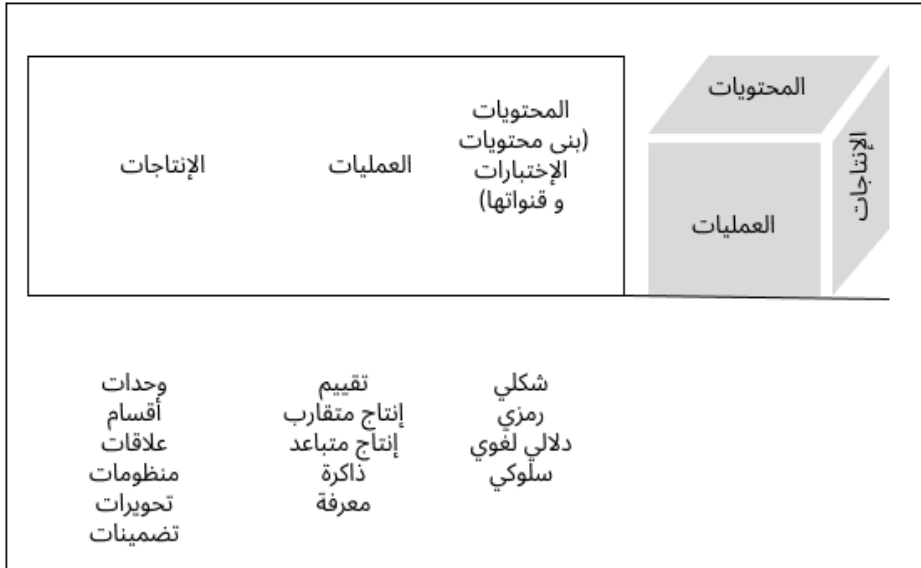 المحتويات
الإنتاجات
العمليات
المحتويات
(بنى محتويات
الإختبارات
و قنواتها)
العمليات
الإنتاجات
شكلي
رمزي
دلالي لغوي
سلوكي
تقييم
إنتاج متقارب
إنتاج متباعد
ذاكرة
معرفة
وحدات
أقسام
علاقات
منظومات
تحويرات
تضمينات